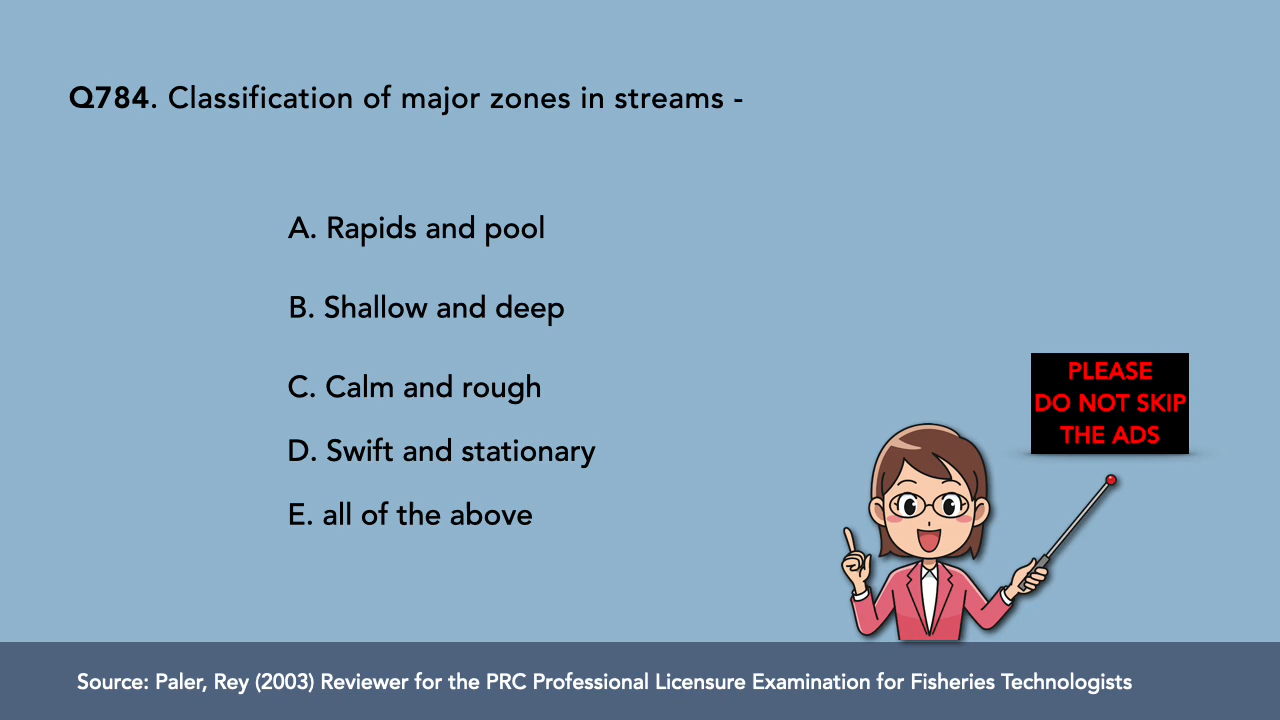 Q784. Classification of major zones in streams -
A. Rapids and pool
B. Shallow and deep
C. Calm and rough
D. Swift and stationary
E. all of the above
PLEASE
DO NOT SKIP
THE ADS
Source: Paler, Rey (2003) Reviewer for the PRC Professional Licensure Examination for Fisheries Technologists